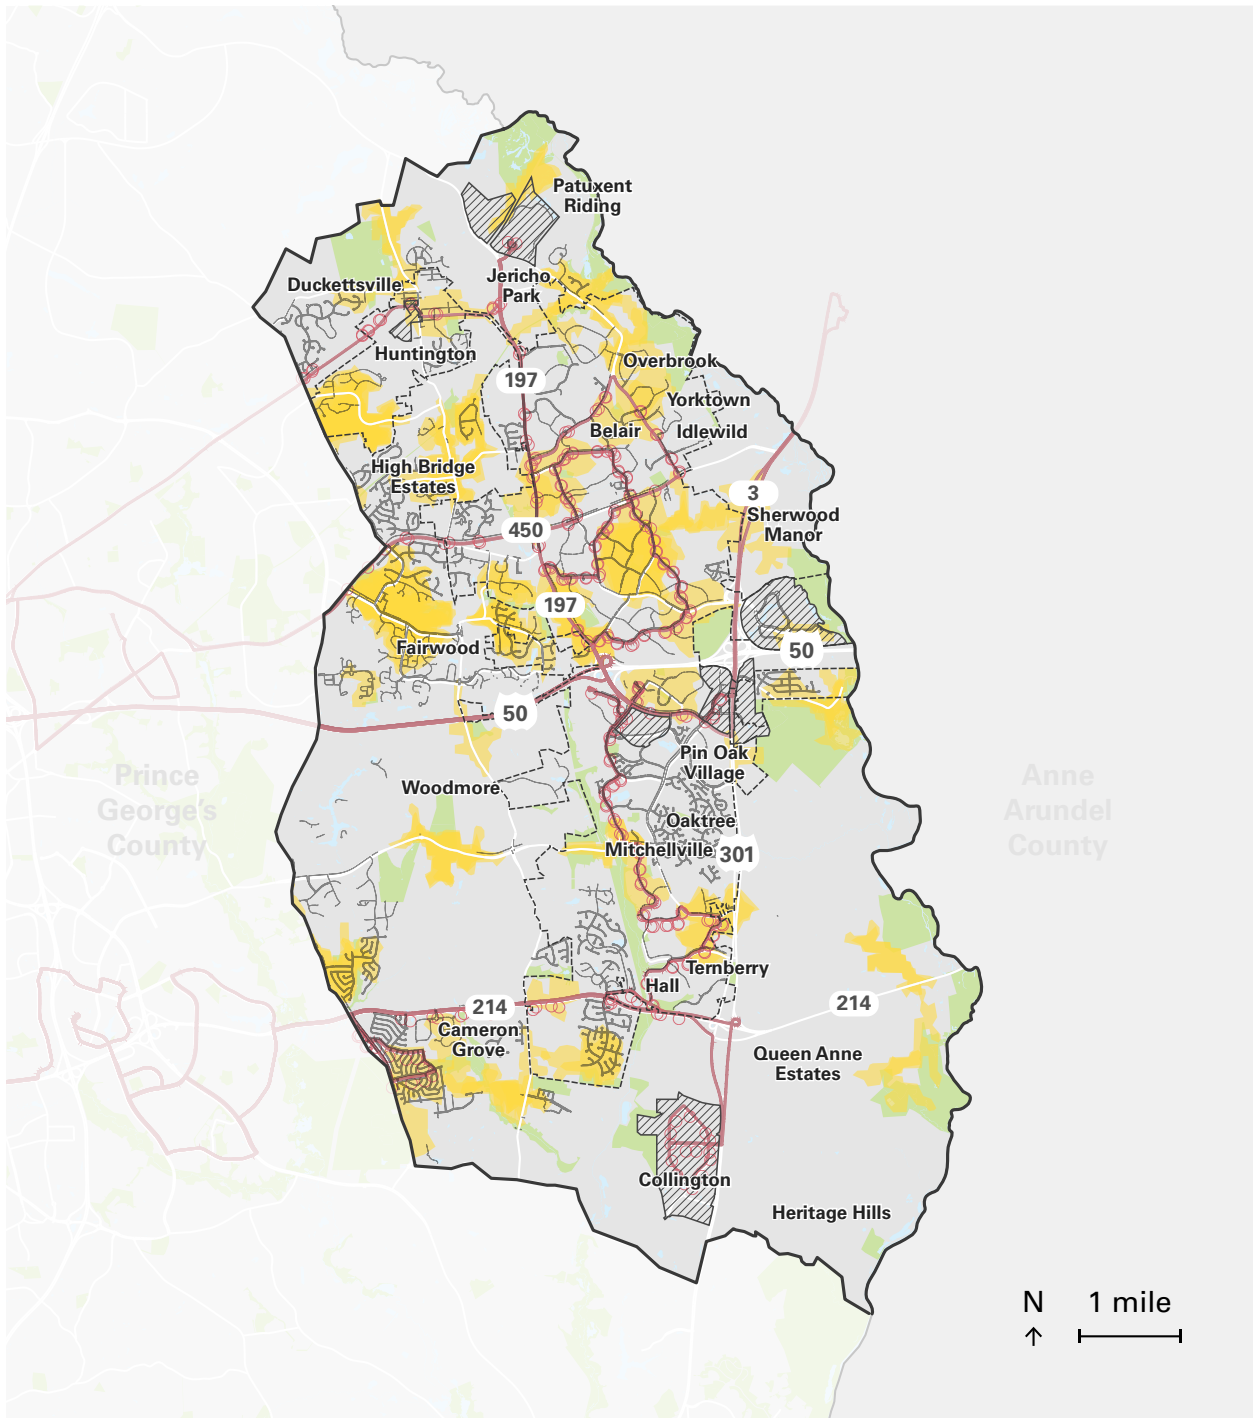 Patuxent
Riding
Duckettsville
Jericho
Park
Huntington
Overbrook
197
Yorktown
Belair
Idlewild
High Bridge
Estates
3
Sherwood
Manor
450
197
Fairwood
50
50
Pin Oak
Village
Prince
George's
County
Anne
Arundel
County
Woodmore
Oaktree
Mitchellville
301
Ternberry
Hall
214
214
Cameron
Grove
Queen Anne
Estates
Collington
Heritage Hills
N
1 mile